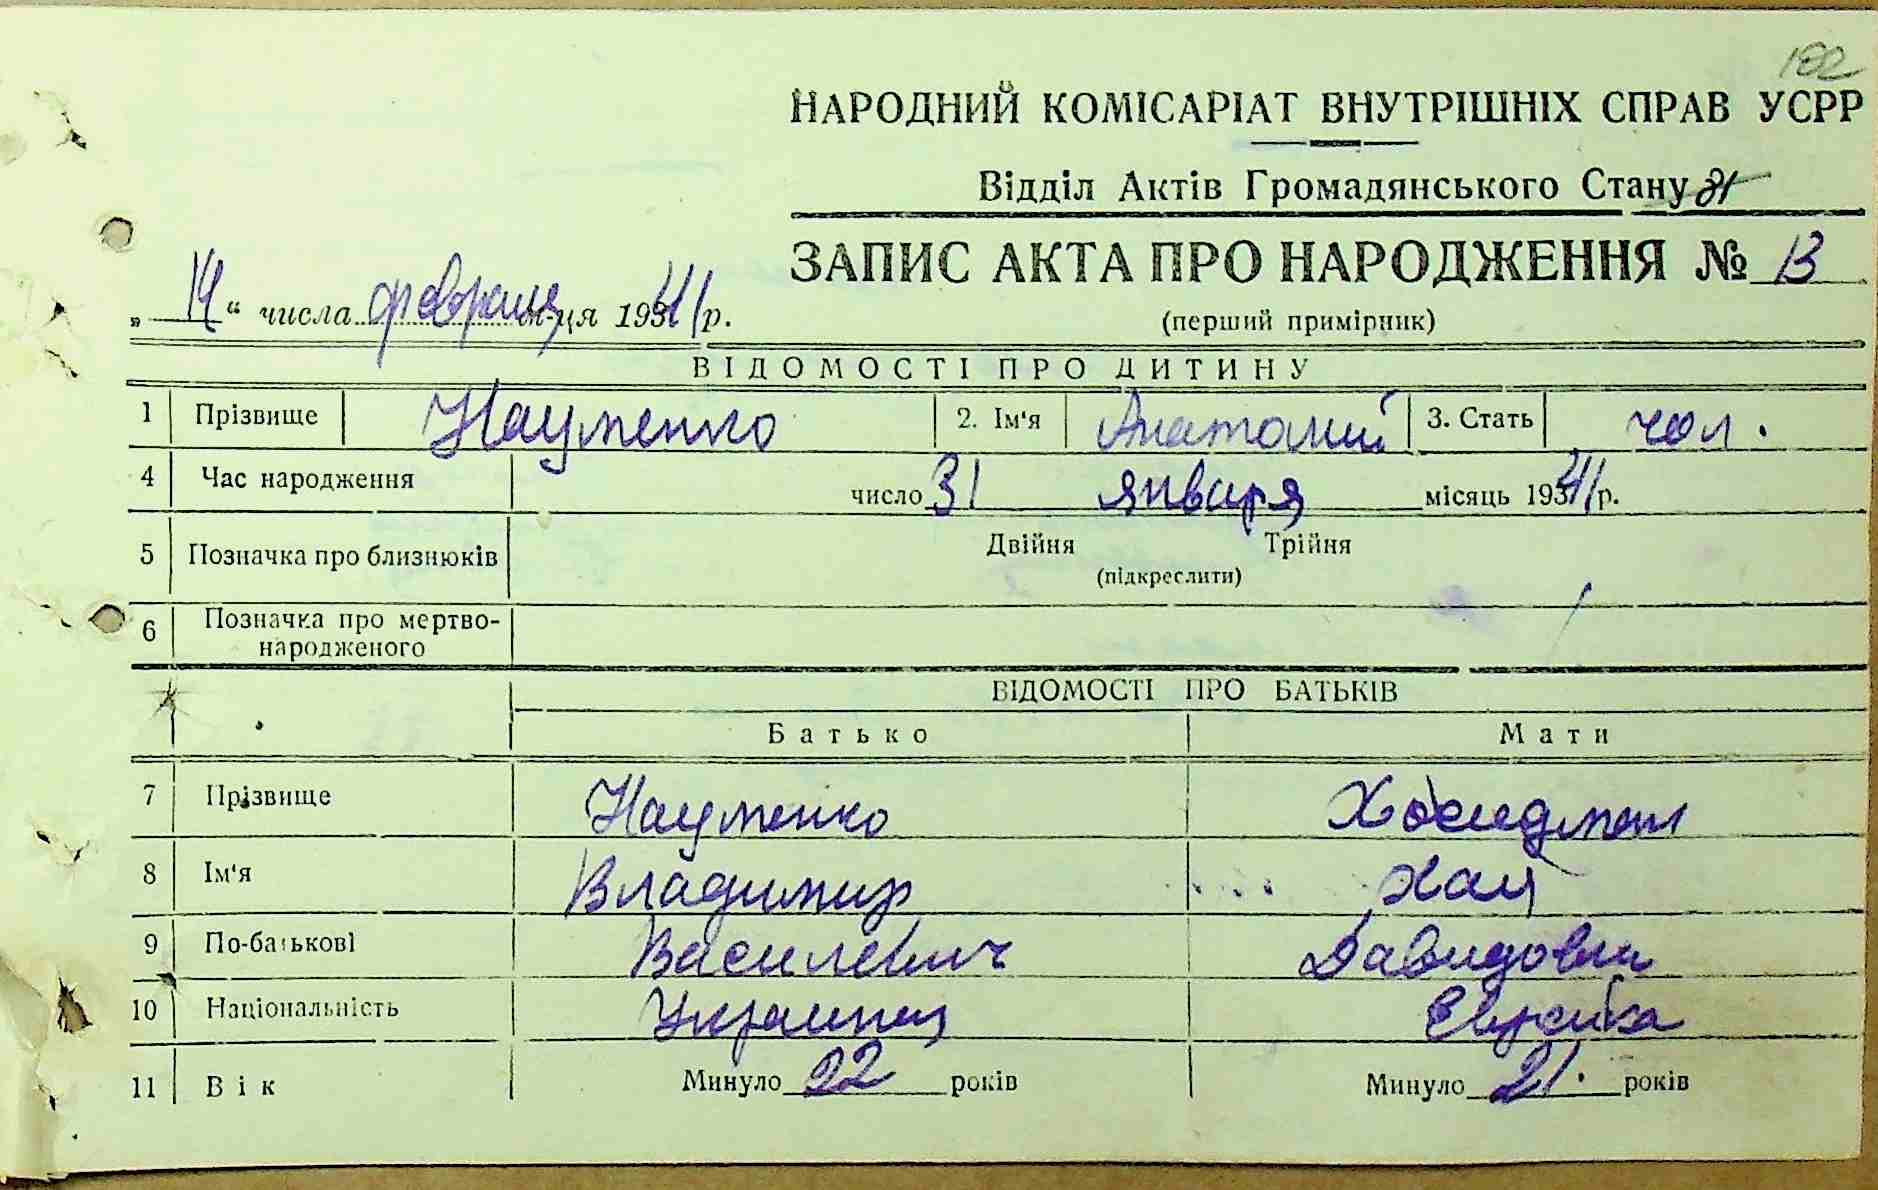 НАРОДНИЙ КОМІСАРІАТ ВНУТРІШНІХ СПРАВ УСРР
Відділ Актів Громадянського Стану
ЗАПИС АКТА ПРО НАРОДЖЕННЯ № 13
„ 14 “ числа февраля м-ця 1941 р.
(перший примірник)
ВІДОМОСТІ ПРО ДИТИНУ
1 Прізвище Науменко 2. Ім'я Анатолий 3. Стать чол.
4 Час народження число 31 января місяць 1941 р.
5 Позначка про близнюків Двійня Трійня
(підкреслити)
6 Позначка про мертво-
народженого
ВІДОМОСТІ ПРО БАТЬКІВ
Батько Мати
7 Прізвище Науменко
8 Ім'я Владимир Хая
9 По-батькові Василевич Давидовна
10 Національність Украинец Еврейка
11 Вік Минуло 22 років Минуло 21. років